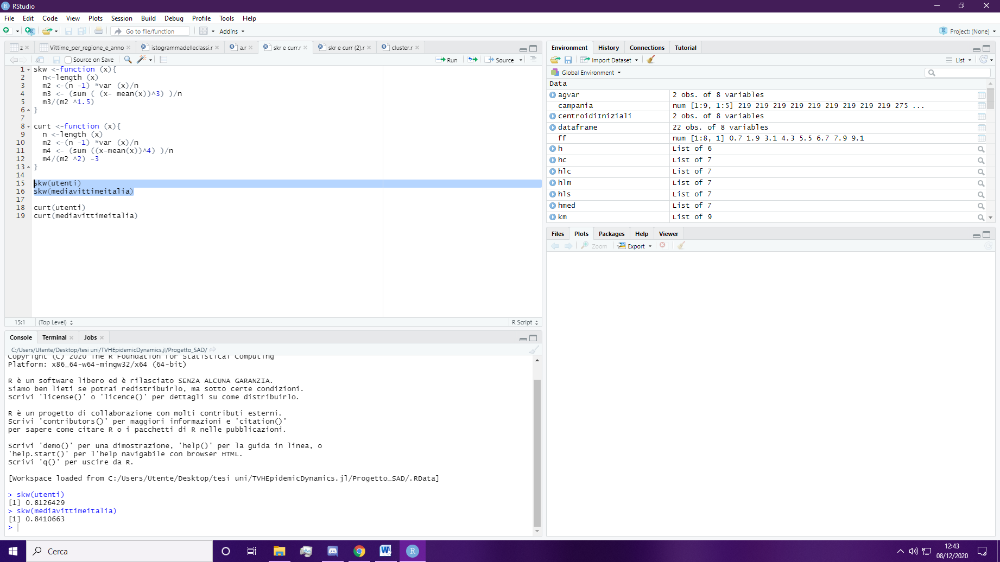 RStudio
File Edit Code View Plots Session Build Debug Profile Tools Help
Go to file/function Addins Project: (None)
z Vittime_per_regione_e_anno istogrammadelleclassi.r a.r skr e curr.r skr e curr (2).r cluster.r
Source on Save Run Source
1 skw <-function (x){
2 n<-length (x)
3 m2 <-(n -1) *var (x)/n
4 m3 <- (sum ( (x- mean(x))^3) )/n
5 m3/(m2 ^1.5)
6 }
7
8 curt <-function (x){
9 n <-length (x)
10 m2 <-(n -1) *var (x)/n
11 m4 <- (sum ((x-mean(x))^4) )/n
12 m4/(m2 ^2) -3
13 }
14
15 skw(utenti)
16 skw(mediavittimeitalia)
17
18 curt(utenti)
19 curt(mediavittimeitalia)
15:1 (Top Level) R Script
Console Terminal Jobs
C:/Users/Utente/Desktop/tesi uni/TVHEpidemicDynamics.jl/Progetto_SAD/
Copyright (C) 2020 The R Foundation for Statistical Computing
Platform: x86_64-w64-mingw32/x64 (64-bit)
R è un software libero ed è rilasciato SENZA ALCUNA GARANZIA.
Siamo ben lieti se potrai redistribuirlo, ma sotto certe condizioni.
Scrivi 'license()' o 'licence()' per dettagli su come distribuirlo.
R è un progetto di collaborazione con molti contributi esterni.
Scrivi 'contributors()' per maggiori informazioni e 'citation()'
per sapere come citare R o i pacchetti di R nelle pubblicazioni.
Scrivi 'demo()' per una dimostrazione, 'help()' per la guida in linea, o
'help.start()' per l'help navigabile con browser HTML.
Scrivi 'q()' per uscire da R.
[Workspace loaded from C:/Users/Utente/Desktop/tesi uni/TVHEpidemicDynamics.jl/Progetto_SAD/.RData]
> skw(utenti)
[1] 0.8126429
> skw(mediavittimeitalia)
[1] 0.8410663
>
Environment History Connections Tutorial
Import Dataset List
Global Environment
Data
agvar 2 obs. of 8 variables
campania num [1:9, 1:5] 219 219 219 219 219 219 219 219 219 275 ...
centroidiIniziali 2 obs. of 8 variables
dataframe 22 obs. of 8 variables
ff num [1:8, 1] 0.7 1.9 3.1 4.3 5.5 6.7 7.9 9.1
h List of 6
hc List of 7
hlc List of 7
hlm List of 7
hls List of 7
hmed List of 7
km List of 9
Files Plots Packages Help Viewer
Zoom Export
Cerca
12:43
08/12/2020